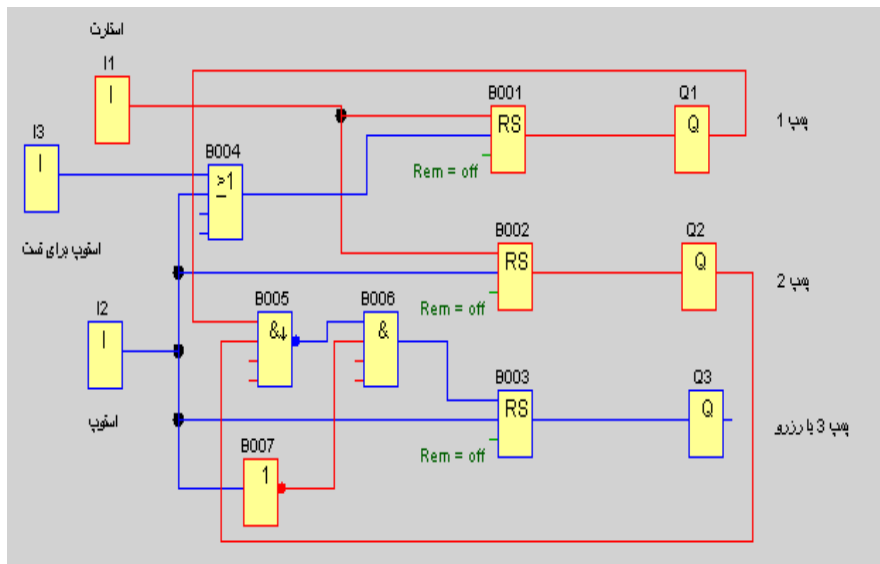 استارت
I1
I
I3
I
B004
>1
استوپ برای تست
I2
I
استوپ
B001
RS
Rem = off
Q1
Q
پمپ 1
B002
RS
Rem = off
Q2
Q
پمپ 2
B005
&↓
B006
&
B007
1
B003
RS
Rem = off
Q3
Q
پمپ 3 یا رزرو